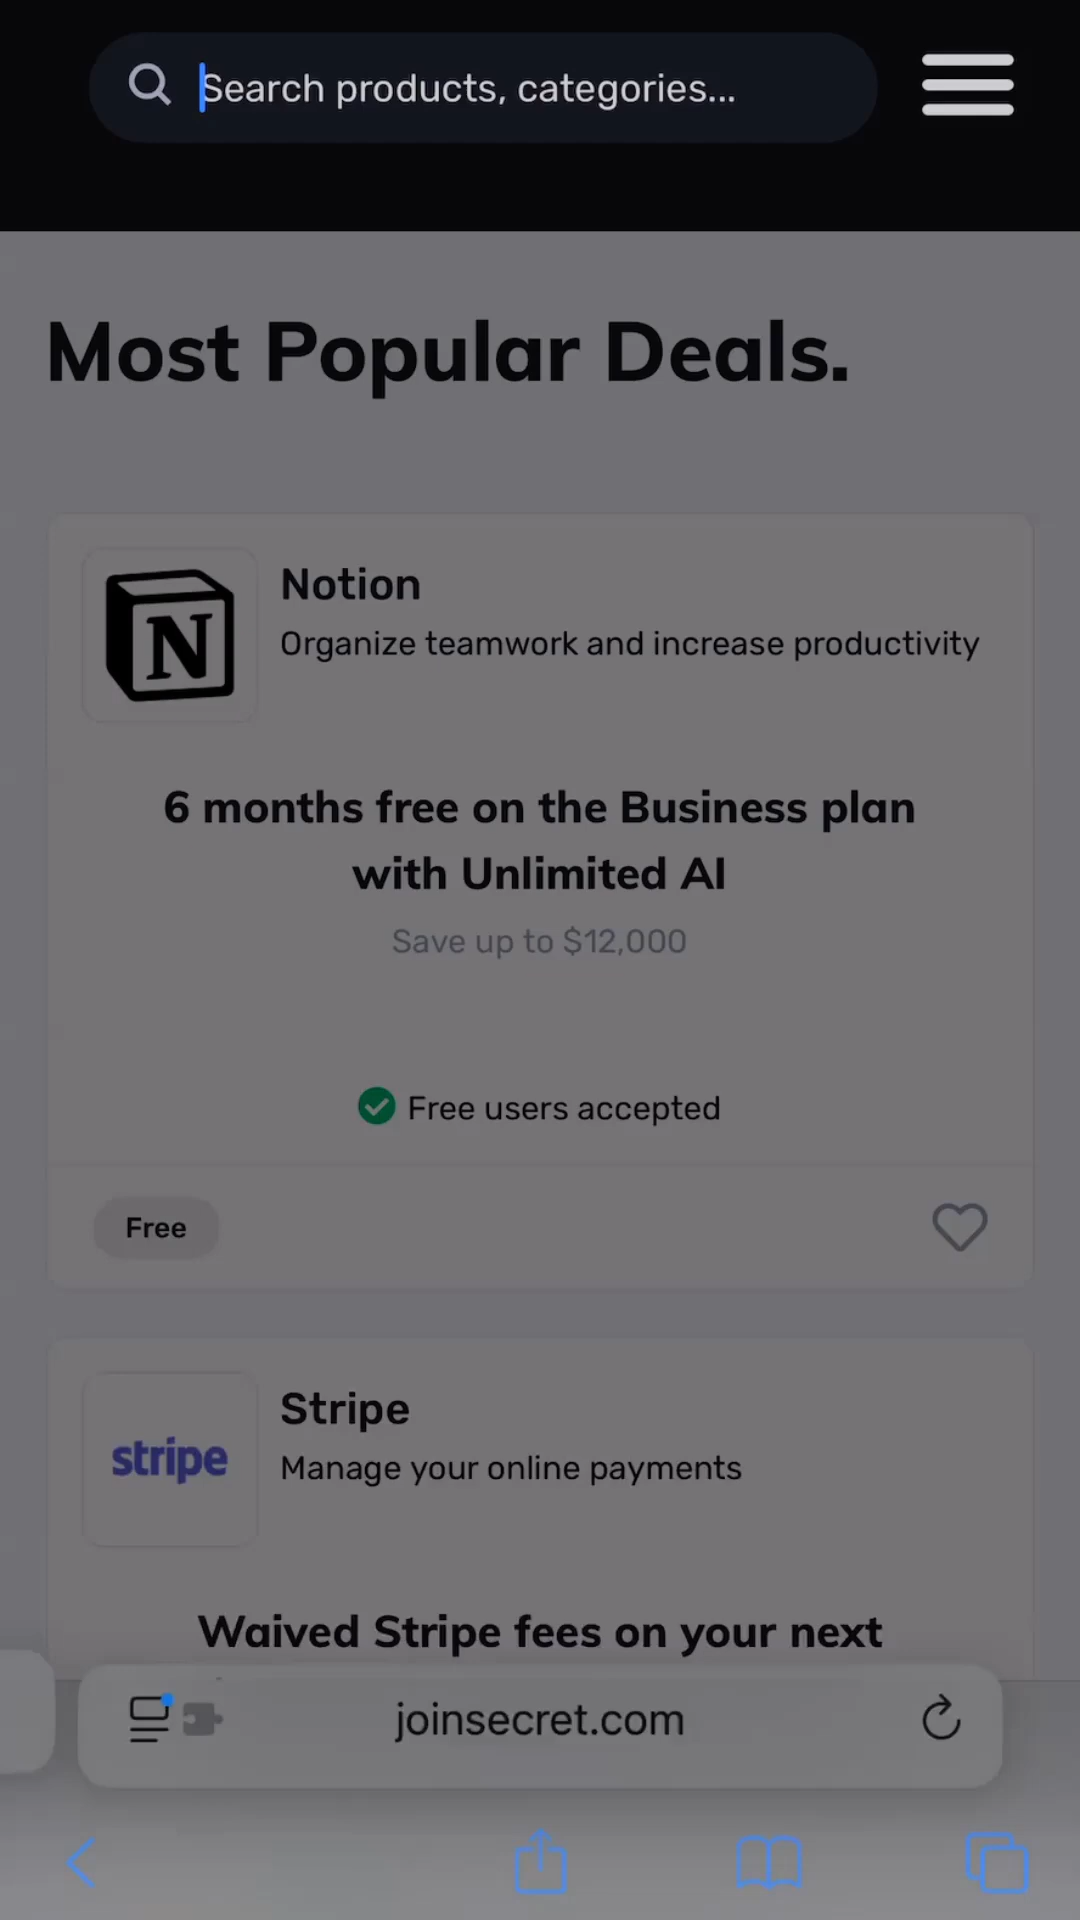 Search products, categories...
Most Popular Deals.
N
Notion
Organize teamwork and increase productivity
6 months free on the Business plan
with Unlimited AI
Save up to $12,000
Free users accepted
Free
stripe
Stripe
Manage your online payments
Waived Stripe fees on your next
joinsecret.com